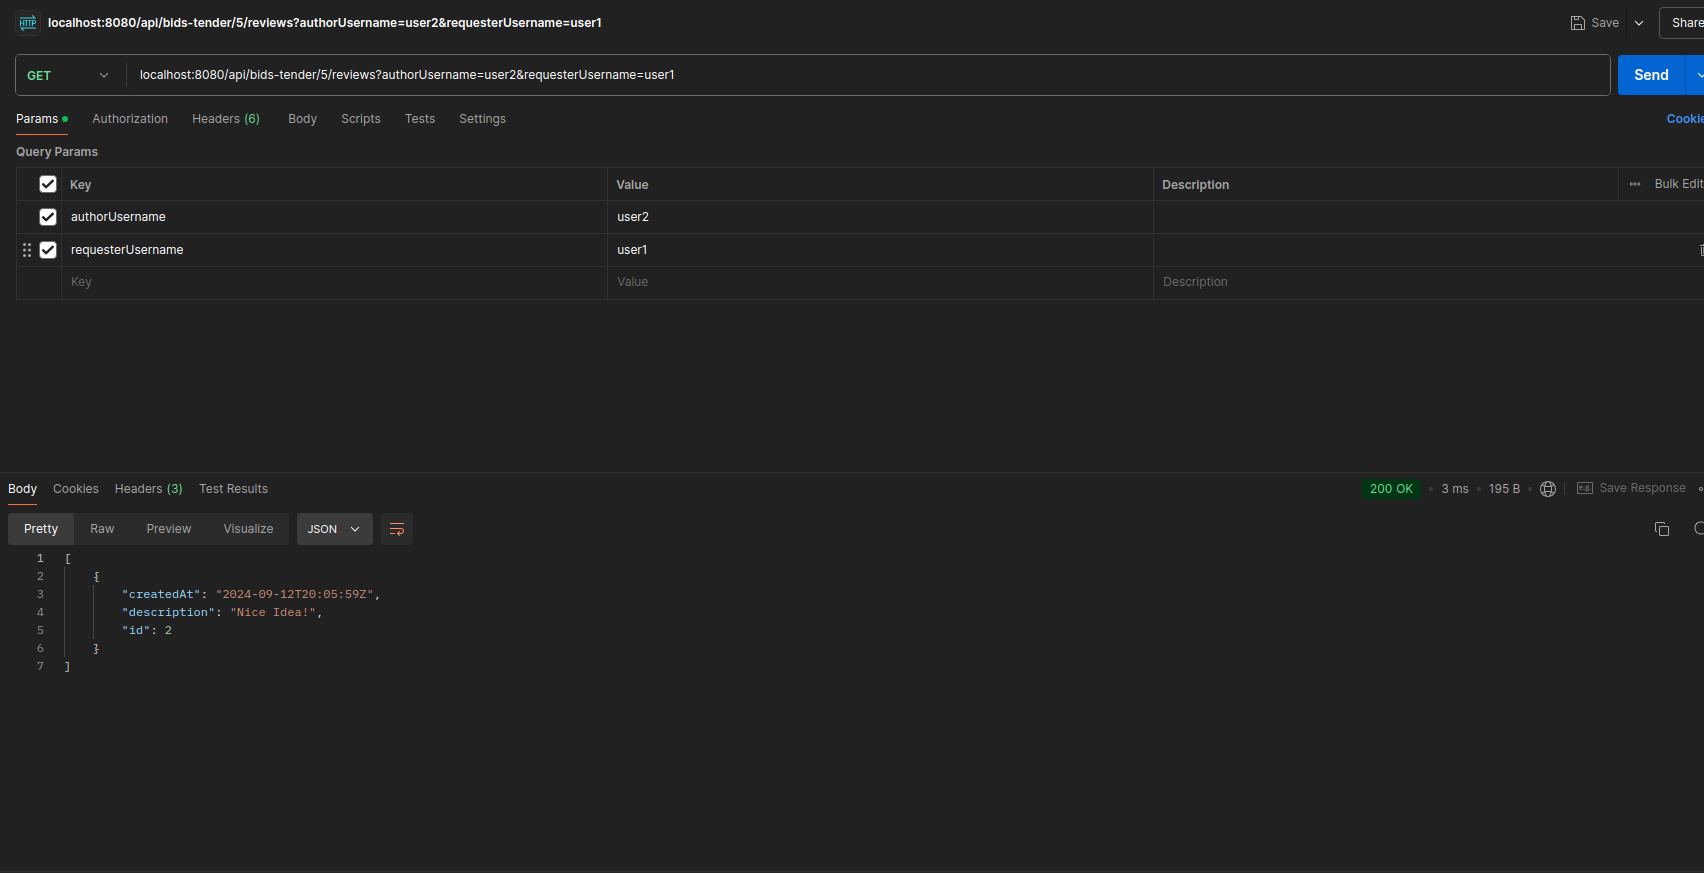 HTTP localhost:8080/api/bids-tender/5/reviews?authorUsername=user2&requesterUsername=user1 Save Share
GET localhost:8080/api/bids-tender/5/reviews?authorUsername=user2&requesterUsername=user1 Send
Params Authorization Headers (6) Body Scripts Tests Settings Cookie
Query Params
Key Value Description Bulk Edit
authorUsername user2
requesterUsername user1
Key Value Description
Body Cookies Headers (3) Test Results 200 OK 3 ms 195 B e.g. Save Response
Pretty Raw Preview Visualize JSON
1 [
2 {
3 "createdAt": "2024-09-12T20:05:59Z",
4 "description": "Nice Idea!",
5 "id": 2
6 }
7 ]